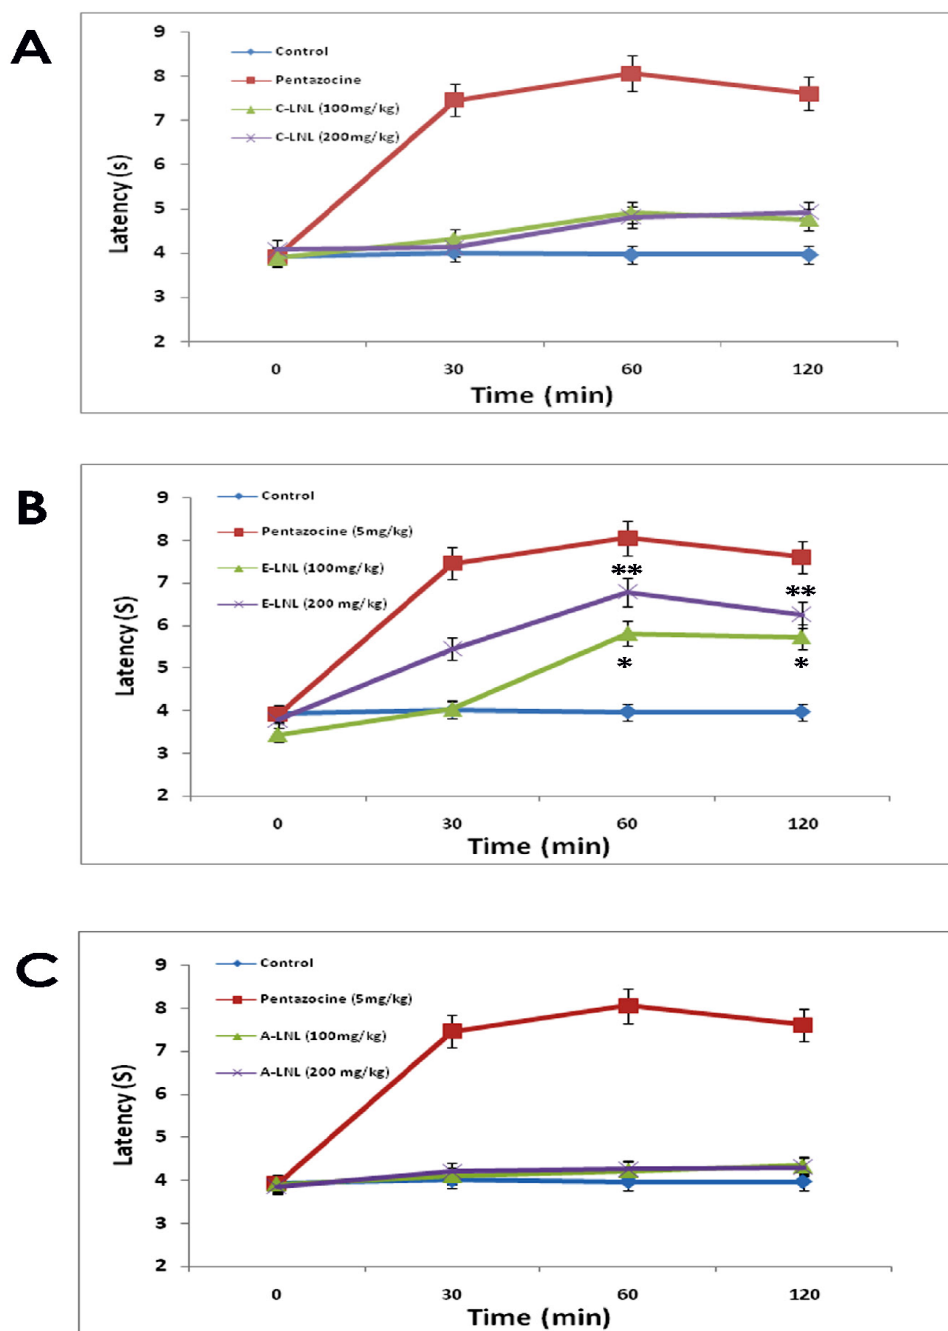 A
Control
Pentazocine
C-LNL (100mg/kg)
C-LNL (200mg/kg)
Latency (s)
9
8
7
6
5
4
3
2
0 30 60 120
Time (min)
B
Control
Pentazocine (5mg/kg)
E-LNL (100mg/kg)
E-LNL (200 mg/kg)
Latency (S)
9
8
7
6
5
4
3
2
** **
* *
0 30 60 120
Time (min)
C
Control
Pentazocine (5mg/kg)
A-LNL (100mg/kg)
A-LNL (200 mg/kg)
Latency (S)
9
8
7
6
5
4
3
2
0 30 60 120
Time (min)